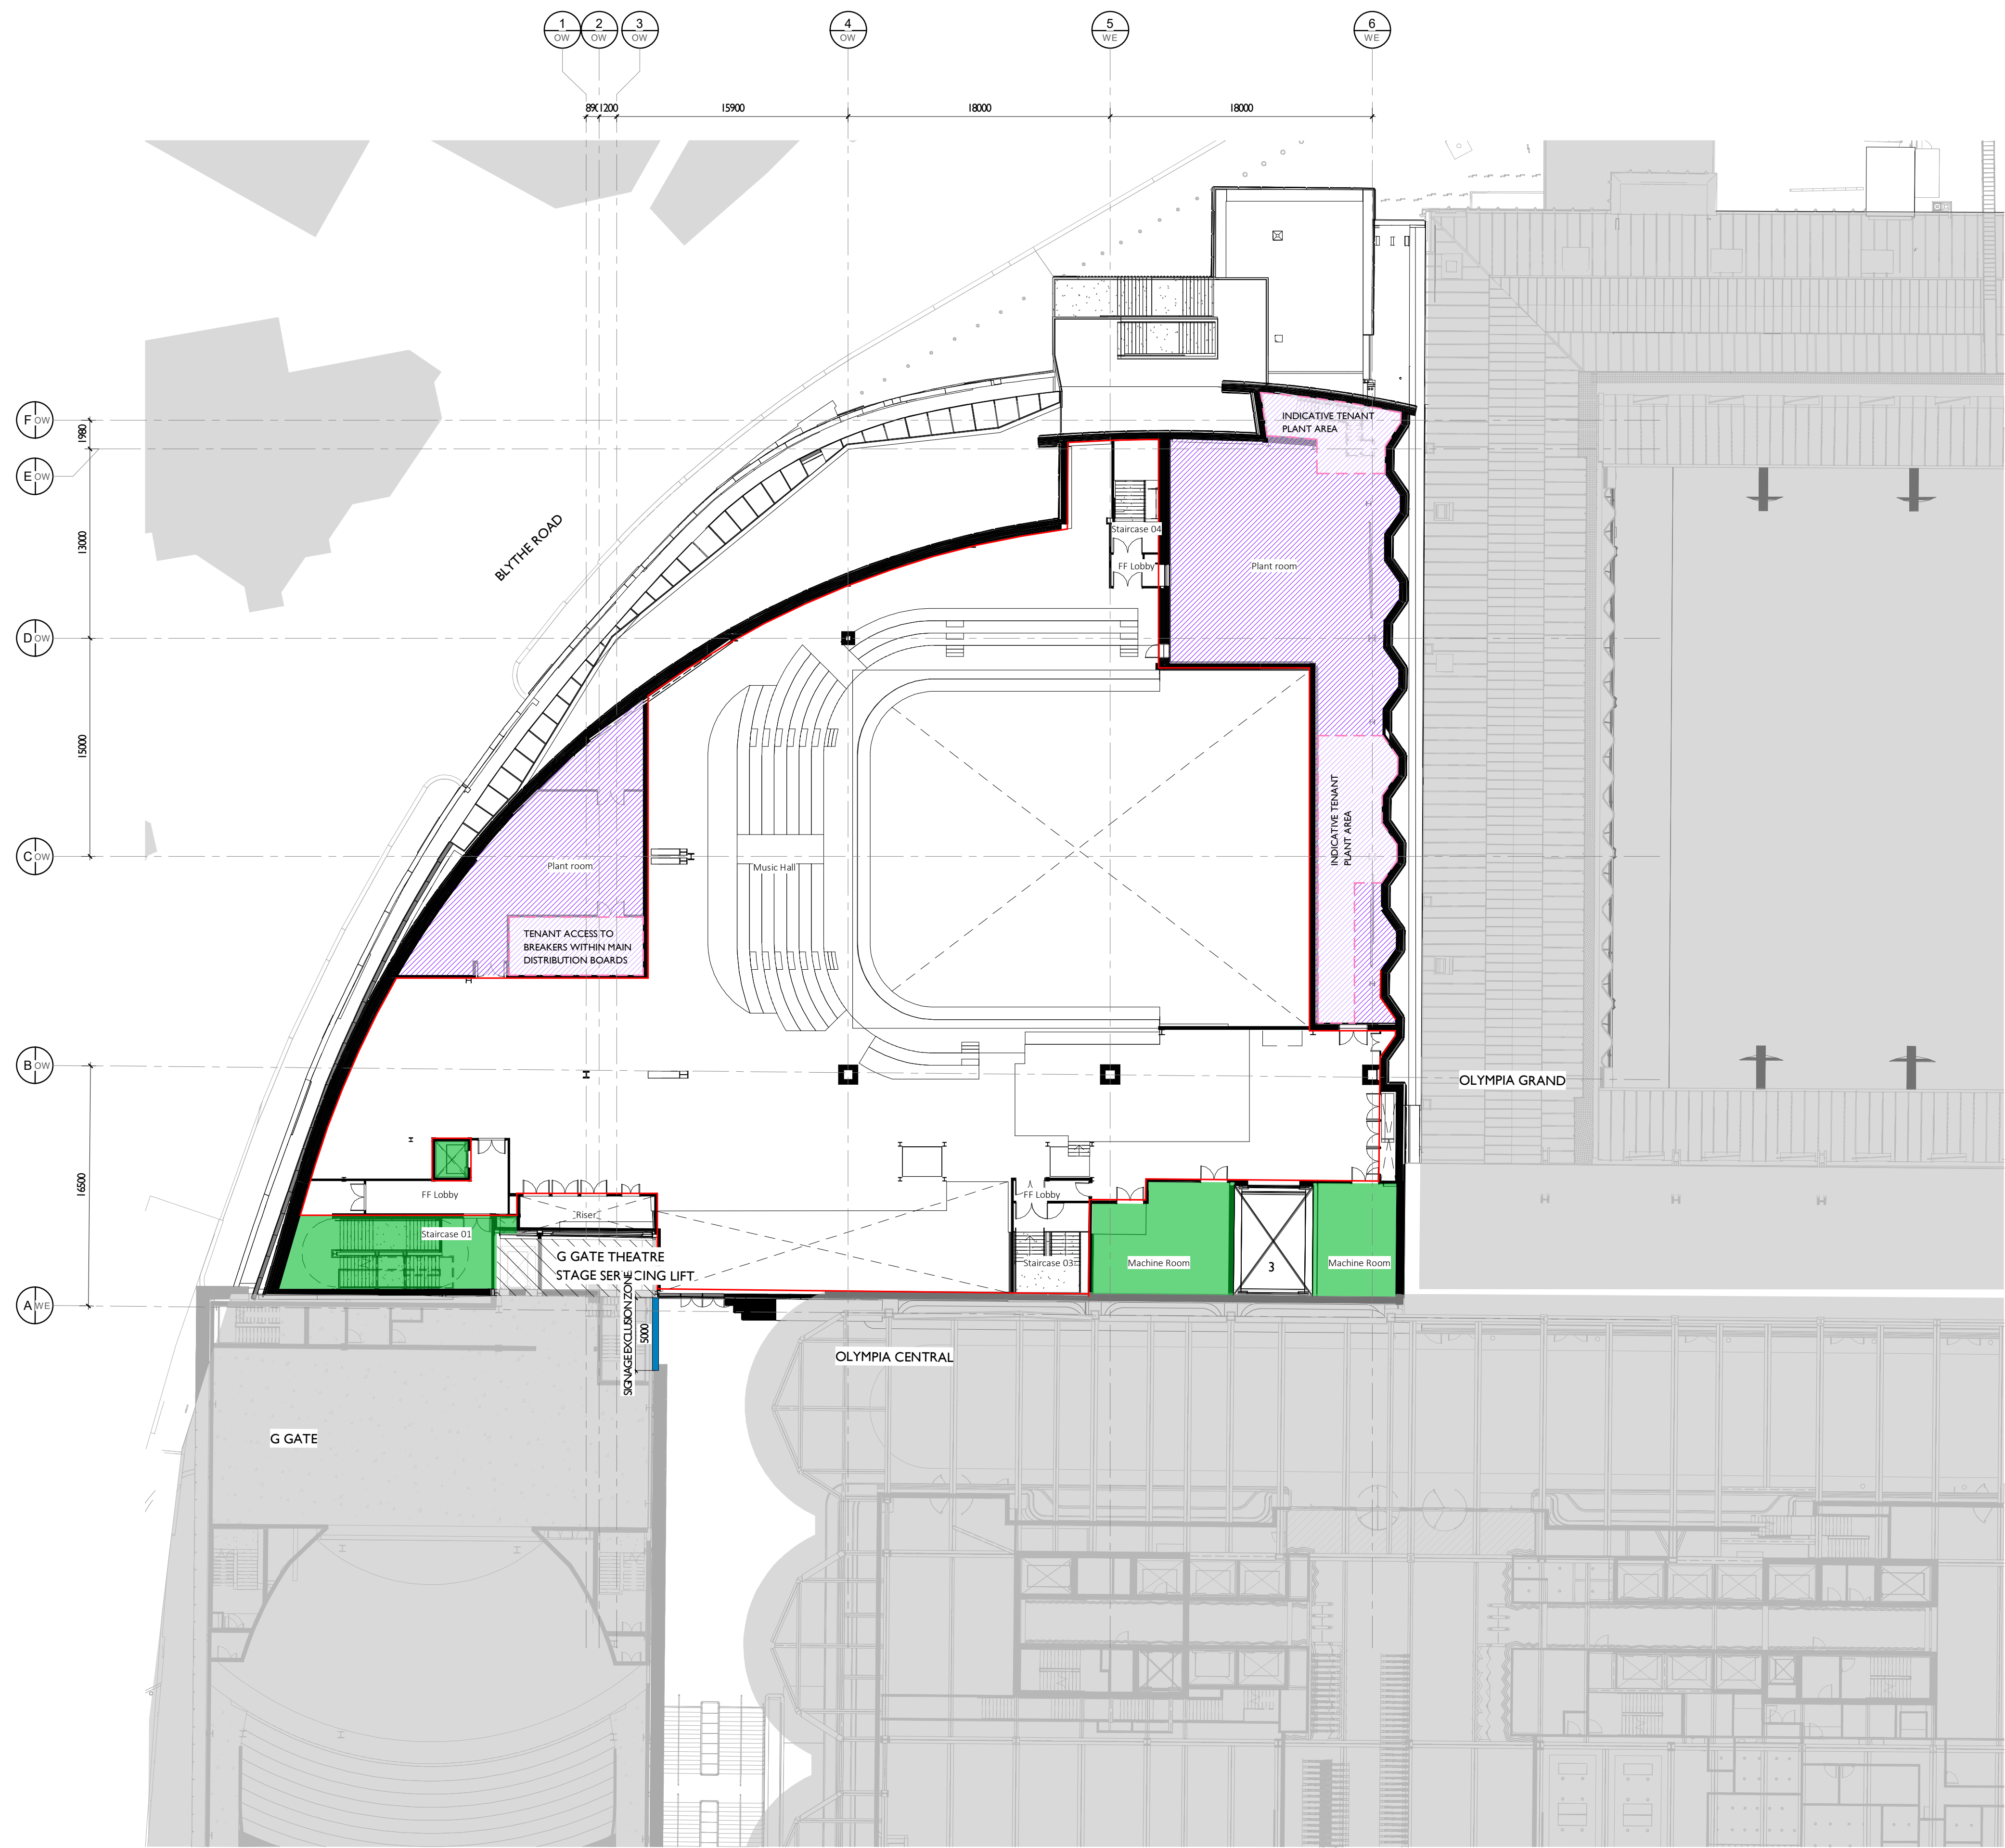 1
OW
2
OW
3
OW
4
OW
5
WE
6
WE
1200
15900
18000
18000
F OW
1980
E OW
INDICATIVE TENANT
PLANT AREA
BLYTHE ROAD
13000
Staircase 04
FF Lobby
Plant room
D OW
15000
INDICATIVE TENANT
PLANT AREA
C OW
Plant room
Music Hall
TENANT ACCESS TO
BREAKERS WITHIN MAIN
DISTRIBUTION BOARDS
B OW
OLYMPIA GRAND
16500
FF Lobby
FF Lobby
Riser
Staircase 01
G GATE THEATRE
STAGE SERVICING LIFT
Staircase 03
Machine Room
3
Machine Room
A WE
SIGNAGE EXCLUSION ZONE
5000
OLYMPIA CENTRAL
G GATE